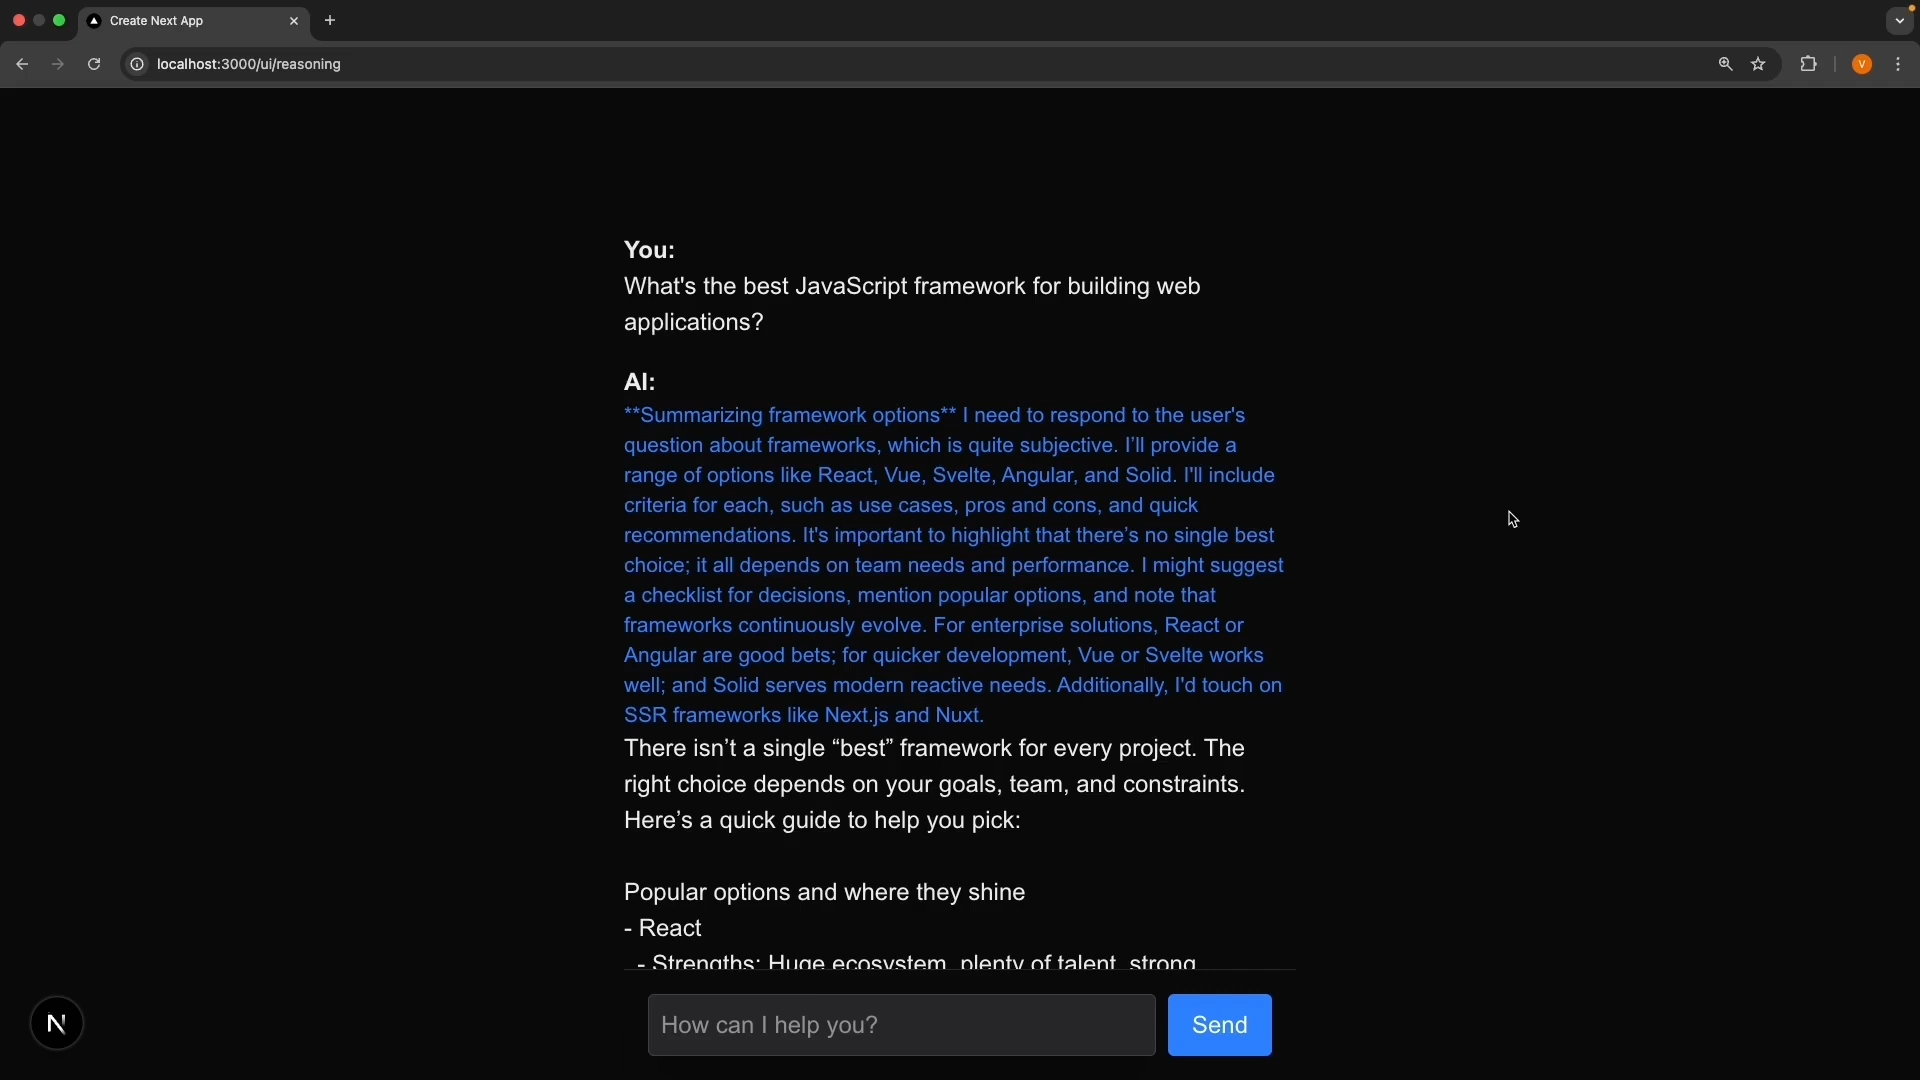 Create Next App
localhost:3000/ui/reasoning
V
You:
What's the best JavaScript framework for building web
applications?
AI:
**Summarizing framework options** I need to respond to the user's
question about frameworks, which is quite subjective. I’ll provide a
range of options like React, Vue, Svelte, Angular, and Solid. I'll include
criteria for each, such as use cases, pros and cons, and quick
recommendations. It's important to highlight that there’s no single best
choice; it all depends on team needs and performance. I might suggest
a checklist for decisions, mention popular options, and note that
frameworks continuously evolve. For enterprise solutions, React or
Angular are good bets; for quicker development, Vue or Svelte works
well; and Solid serves modern reactive needs. Additionally, I'd touch on
SSR frameworks like Next.js and Nuxt.
There isn’t a single “best” framework for every project. The
right choice depends on your goals, team, and constraints.
Here’s a quick guide to help you pick:
Popular options and where they shine
- React
- Strengths: Huge ecosystem, plenty of talent, strong
How can I help you?
Send
N